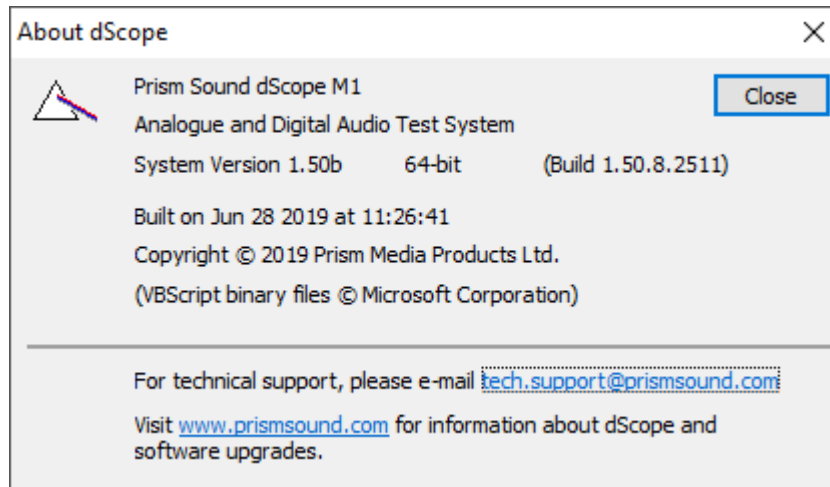 About dScope
Prism Sound dScope M1
Close
Analogue and Digital Audio Test System
System Version 1.50b 64-bit (Build 1.50.8.2511)
Built on Jun 28 2019 at 11:26:41
Copyright © 2019 Prism Media Products Ltd.
(VBScript binary files © Microsoft Corporation)
For technical support, please e-mail tech.support@prismsound.com
Visit www.prismsound.com for information about dScope and
software upgrades.